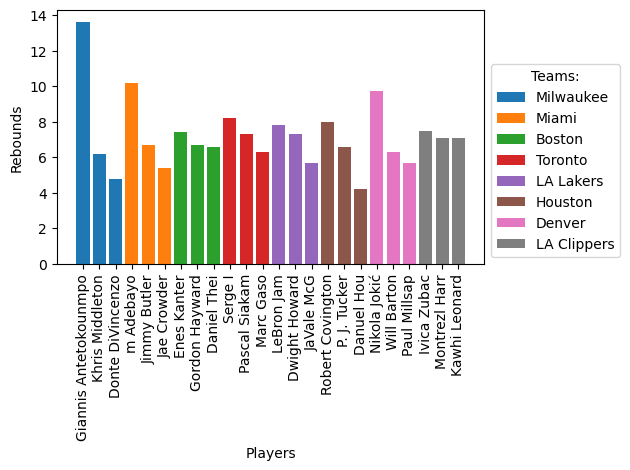 14
12
10
8
6
4
2
0
Rebounds
Giannis Antetokounmpo
Khris Middleton
Donte DiVincenzo
m Adebayo
Jimmy Butler
Jae Crowder
Enes Kanter
Gordon Hayward
Daniel Thei
Serge I
Pascal Siakam
Marc Gaso
LeBron Jam
Dwight Howard
JaVale McG
Robert Covington
P. J. Tucker
Danuel Hou
Nikola Jokić
Will Barton
Paul Millsap
Ivica Zubac
Montrezl Harr
Kawhi Leonard
Players
Teams:
Milwaukee
Miami
Boston
Toronto
LA Lakers
Houston
Denver
LA Clippers